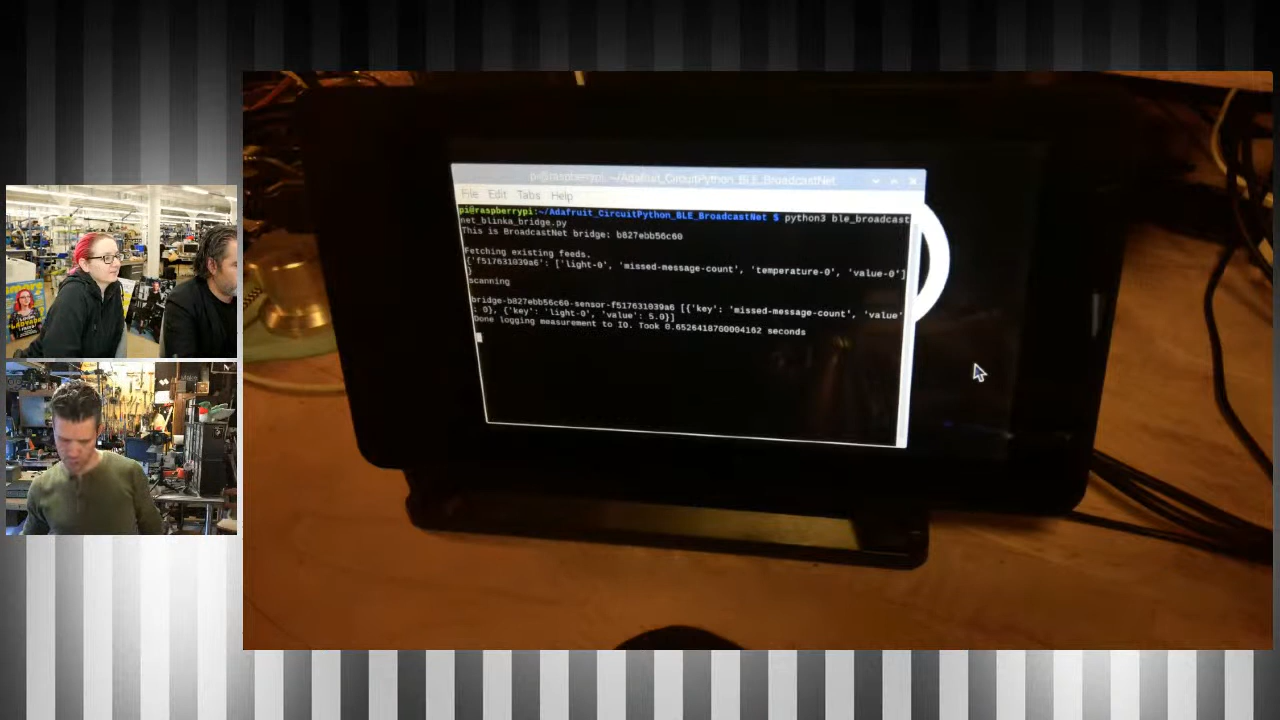 pi@raspberrypi: ~/Adafruit_CircuitPython_BLE_BroadcastNet
File Edit Tabs Help
pi@raspberrypi:~/Adafruit_CircuitPython_BLE_BroadcastNet $ python3 ble_broadcast
net_blinka_bridge.py
This is BroadcastNet bridge: b827ebb56c60
Fetching existing feeds.
{'f517631039a6': ['light-0', 'missed-message-count', 'temperature-0', 'value-0']
}
scanning
bridge-b827ebb56c60-sensor-f517631039a6 [{'key': 'missed-message-count', 'value'
: 0}, {'key': 'light-0', 'value': 5.0}]
Done logging measurement to IO. Took 0.6526418760004162 seconds